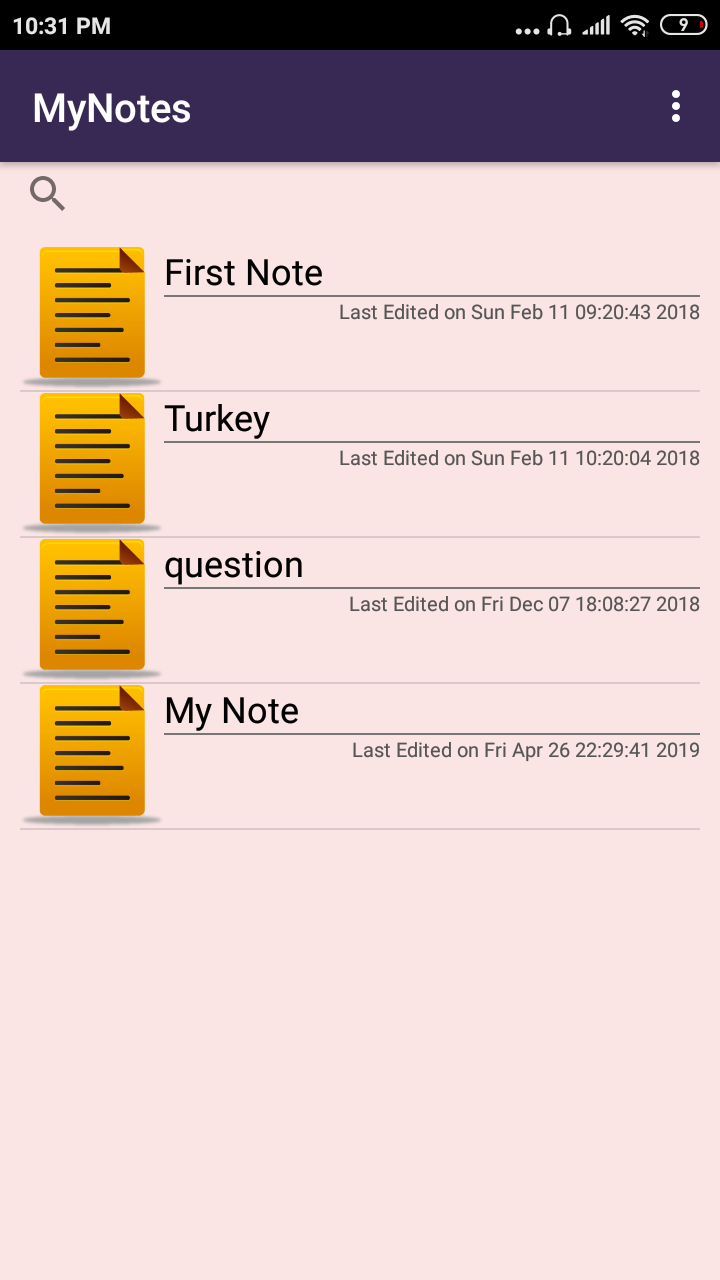 10:31 PM
9
MyNotes
First Note
Last Edited on Sun Feb 11 09:20:43 2018
Turkey
Last Edited on Sun Feb 11 10:20:04 2018
question
Last Edited on Fri Dec 07 18:08:27 2018
My Note
Last Edited on Fri Apr 26 22:29:41 2019